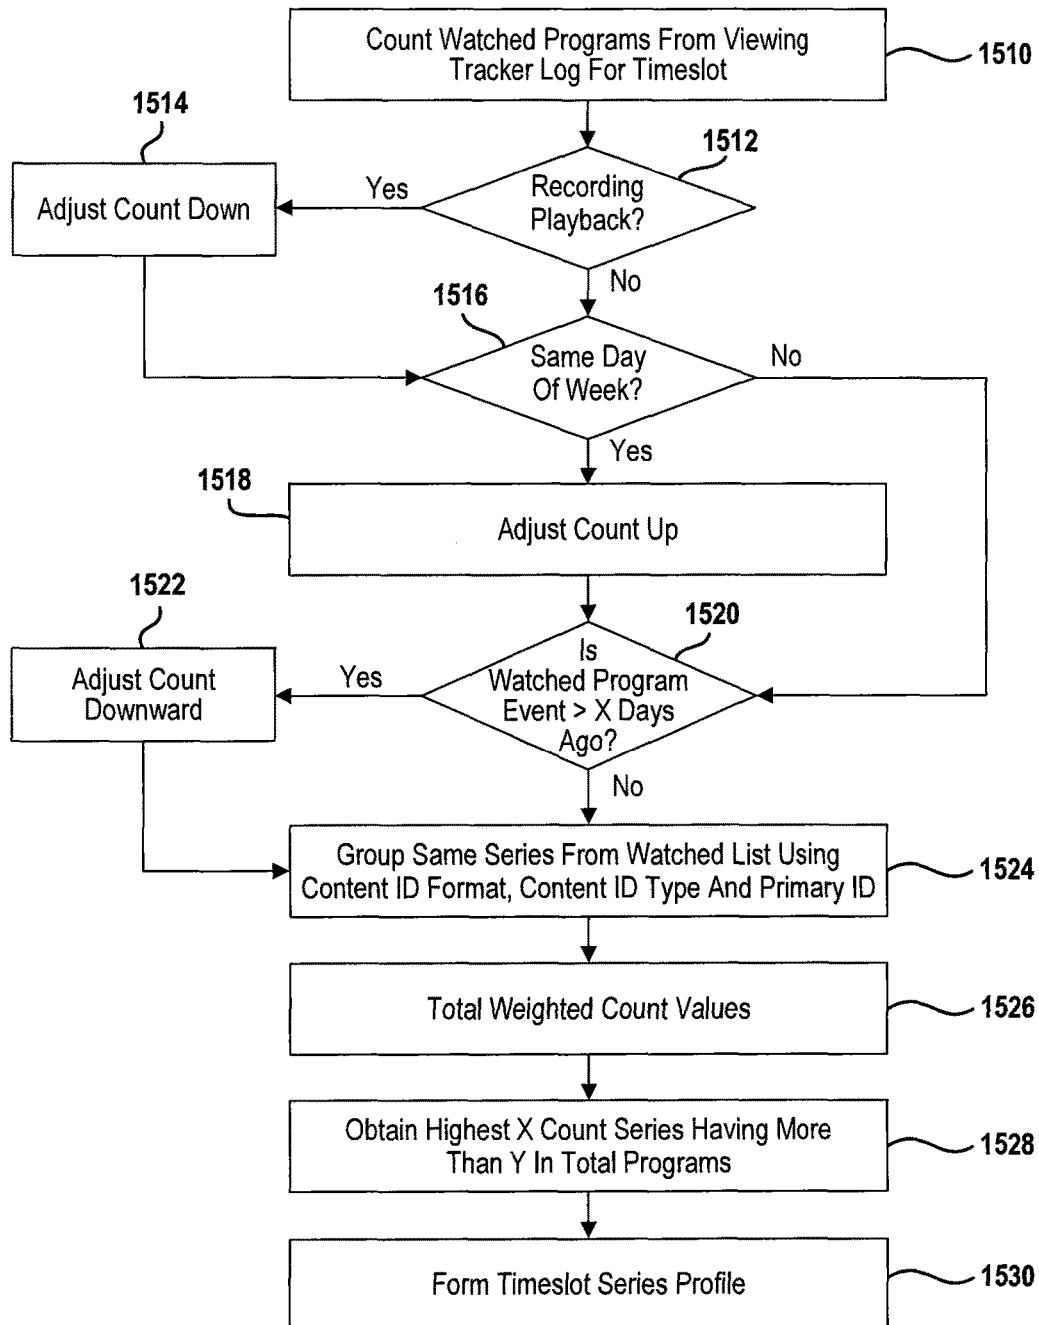 Count Watched Programs From Viewing
Tracker Log For Timeslot
1510
1514
1512
Adjust Count Down
Yes
Recording
Playback?
No
1516
Same Day
Of Week?
No
Yes
1518
Adjust Count Up
1522
1520
Adjust Count
Downward
Yes
Is
Watched Program
Event > X Days
Ago?
No
Group Same Series From Watched List Using
Content ID Format, Content ID Type And Primary ID
1524
Total Weighted Count Values
1526
Obtain Highest X Count Series Having More
Than Y In Total Programs
1528
Form Timeslot Series Profile
1530